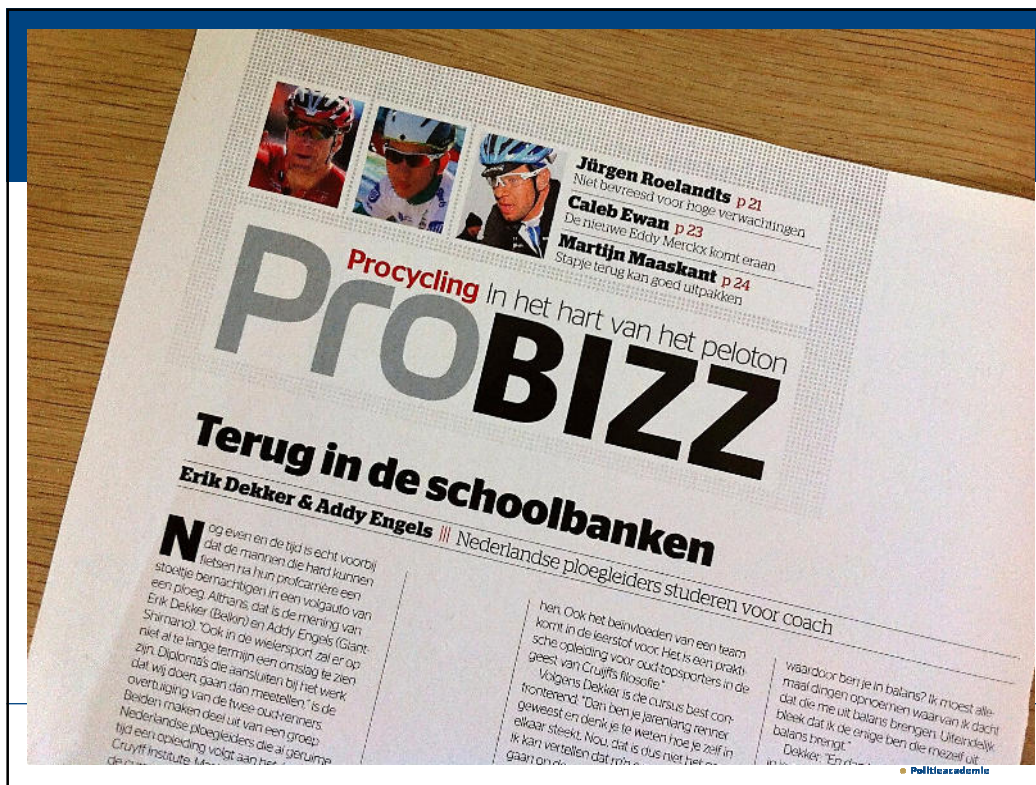 Jürgen Roelandts p 21
Niet bevreesd voor hoge verwachtingen
Caleb Ewan p 23
De nieuwe Eddy Merckx komt eraan
Martijn Maaskant p 24
Stapje terug kan goed uitpakken
Procycling In het hart van het peloton
ProBIZZ
Terug in de schoolbanken
Erik Dekker & Addy Engels /// Nederlandse ploegleiders studeren voor coach
Nog even en de tijd is echt voorbij
dat de mannen die hard kunnen
fietsen na hun profcarrière een
stoeltje bemachtigen in een volgauto van
een ploeg. Althans, dat is de mening van
Erik Dekker (Belkin) en Addy Engels (Giant-
Shimano). "Ook in de wielersport zal er op
niet al te lange termijn een omslag te zien
zijn. Diploma's die aansluiten bij het werk
dat wij doen, gaan dan meetellen," is de
overtuiging van de twee oud-renners.
Beiden maken deel uit van een groep
Nederlandse ploegleiders die al geruime
tijd een opleiding volgt aan het
Cruyff Institute.
hen. Ook het beïnvloeden van een team
komt in de leerstof voor. Het is een prakti-
sche opleiding voor oud-topsporters in de
geest van Cruijffs filosofie."
Volgens Dekker is de cursus best con-
fronterend. "Dan ben je jarenlang renner
geweest en denk je te weten hoe je zelf in
elkaar steekt. Nou, dat is dus niet het
Ik kan vertellen dat m'n
gaan
waardoor ben je in balans? Ik moest alle-
maal dingen opnoemen waarvan ik dacht
dat die me uit balans brengen. Uiteindelijk
bleek dat ik de enige ben die mezelf uit
balans brengt."
Dekker: "En
Politieacademie